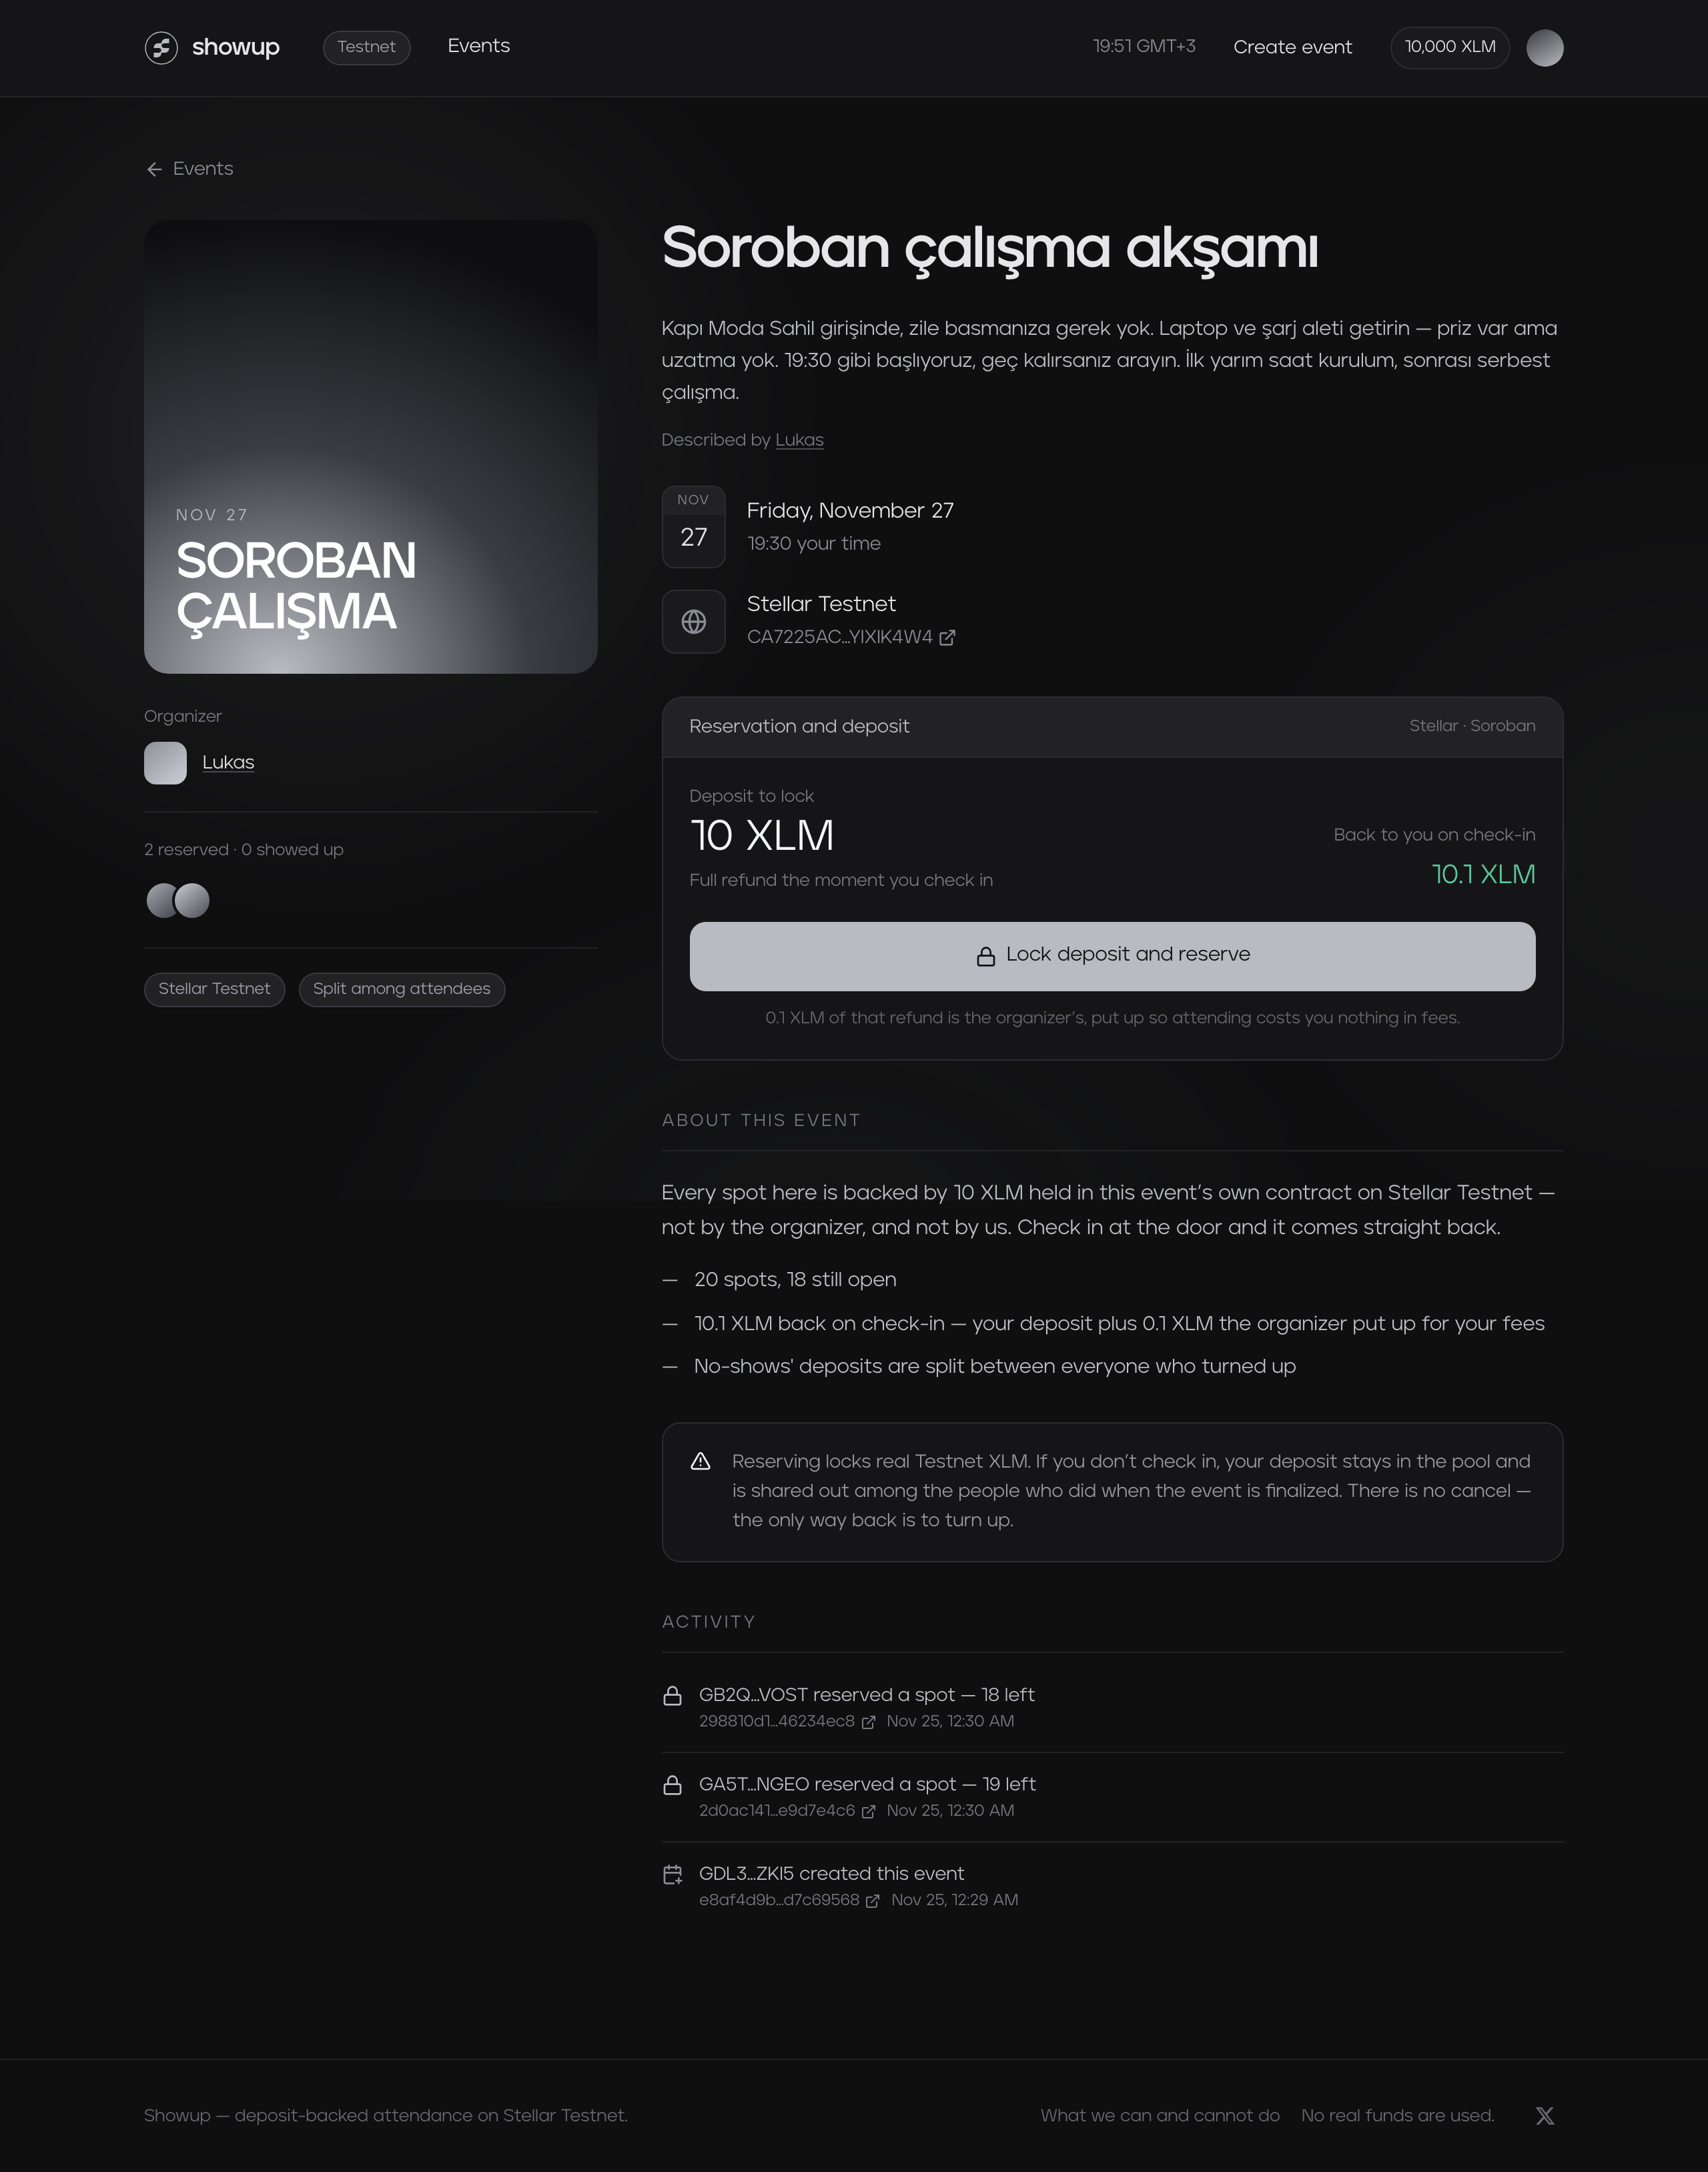 showup
Testnet
Events
19:51 GMT+3
Create event
10,000 XLM
Events
NOV 27
SOROBAN
ÇALIŞMA
Organizer
Lukas
2 reserved · 0 showed up
Stellar Testnet
Split among attendees
Soroban çalışma akşamı
Kapı Moda Sahil girişinde, zile basmanıza gerek yok. Laptop ve şarj aleti getirin — priz var ama
uzatma yok. 19:30 gibi başlıyoruz, geç kalırsanız arayın. İlk yarım saat kurulum, sonrası serbest
çalışma.
Described by Lukas
NOV
27
Friday, November 27
19:30 your time
Stellar Testnet
CA7225AC…YIXIK4W4
Reservation and deposit
Stellar · Soroban
Deposit to lock
10 XLM
Full refund the moment you check in
Back to you on check-in
10.1 XLM
Lock deposit and reserve
0.1 XLM of that refund is the organizer’s, put up so attending costs you nothing in fees.
ABOUT THIS EVENT
Every spot here is backed by 10 XLM held in this event’s own contract on Stellar Testnet —
not by the organizer, and not by us. Check in at the door and it comes straight back.
— 20 spots, 18 still open
— 10.1 XLM back on check-in — your deposit plus 0.1 XLM the organizer put up for your fees
— No-shows' deposits are split between everyone who turned up
Reserving locks real Testnet XLM. If you don’t check in, your deposit stays in the pool and
is shared out among the people who did when the event is finalized. There is no cancel —
the only way back is to turn up.
ACTIVITY
GB2Q…VOST reserved a spot — 18 left
298810d1…46234ec8 Nov 25, 12:30 AM
GA5T…NGEO reserved a spot — 19 left
2d0ac141…e9d7e4c6 Nov 25, 12:30 AM
GDL3…ZKI5 created this event
e8af4d9b…d7c69568 Nov 25, 12:29 AM
Showup — deposit-backed attendance on Stellar Testnet.
What we can and cannot do
No real funds are used.